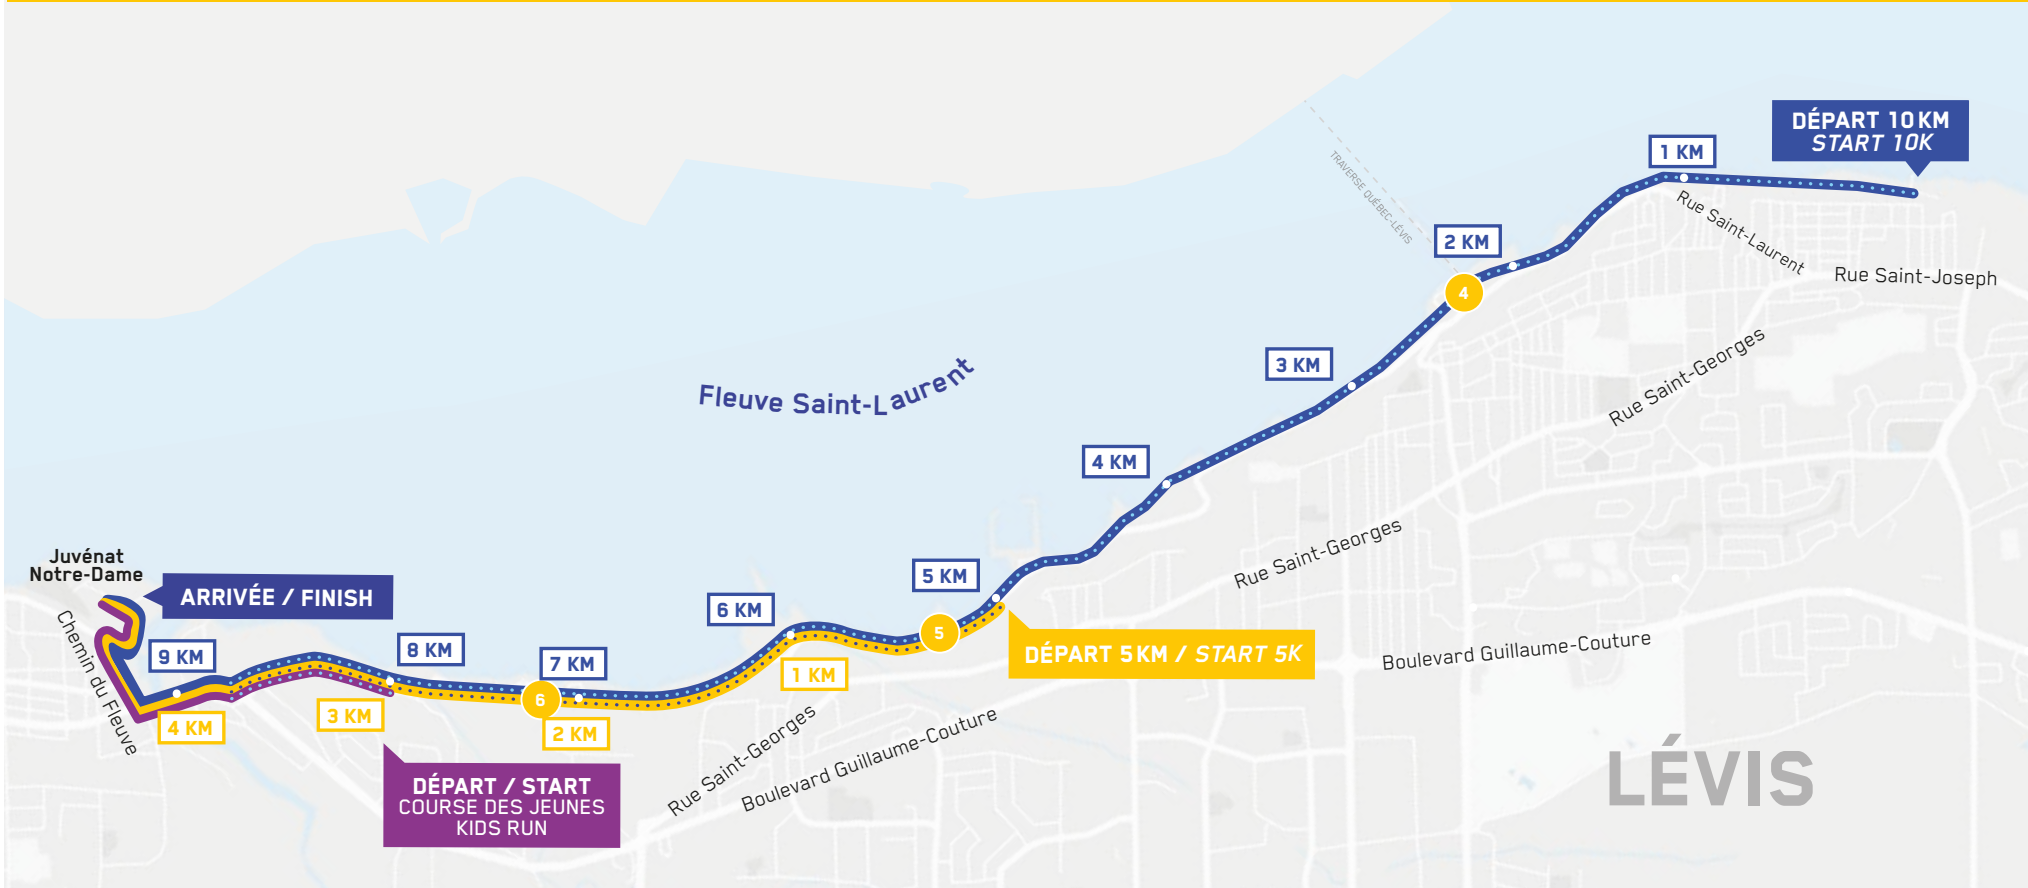 DÉPART 10 KM
START 10K
1 KM
Rue Saint-Laurent
Rue Saint-Joseph
TRAVERSE QUÉBEC-LÉVIS
2 KM
4
Rue Saint-Georges
3 KM
Fleuve Saint-Laurent
4 KM
Rue Saint-Georges
5 KM
5
DÉPART 5 KM / START 5K
Boulevard Guillaume-Couture
6 KM
1 KM
7 KM
6
2 KM
8 KM
3 KM
Juvénat
Notre-Dame
ARRIVÉE / FINISH
Chemin du Fleuve
9 KM
4 KM
DÉPART / START
COURSE DES JEUNES
KIDS RUN
Rue Saint-Georges
Boulevard Guillaume-Couture
LÉVIS